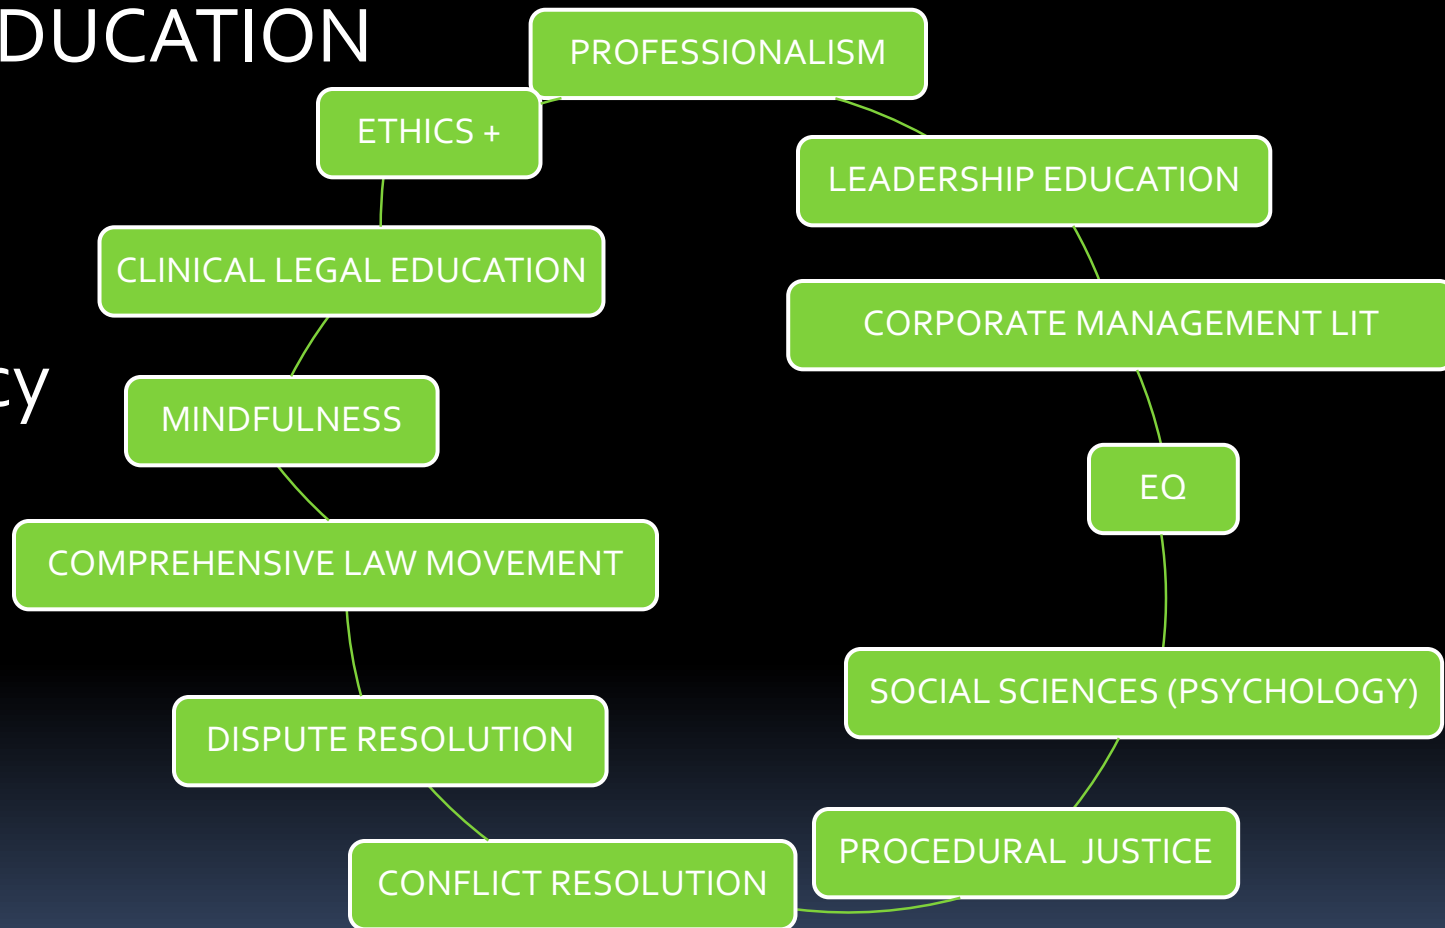 DUCATION
PROFESSIONALISM
ETHICS +
LEADERSHIP EDUCATION
CLINICAL LEGAL EDUCATION
CORPORATE MANAGEMENT LIT
cy
MINDFULNESS
EQ
COMPREHENSIVE LAW MOVEMENT
SOCIAL SCIENCES (PSYCHOLOGY)
DISPUTE RESOLUTION
PROCEDURAL JUSTICE
CONFLICT RESOLUTION